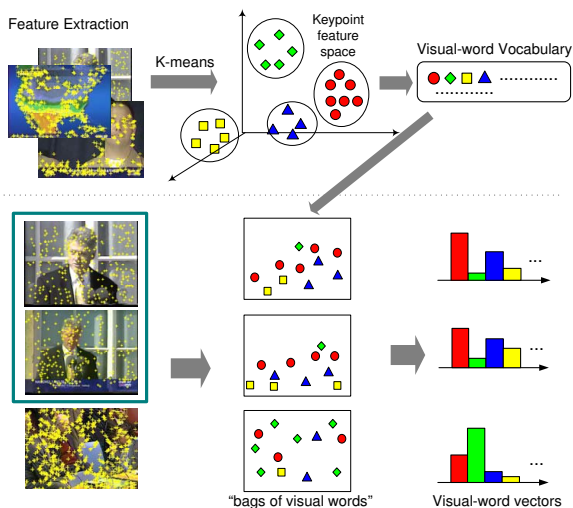 Feature Extraction
K-means
Keypoint
feature
space
Visual-word Vocabulary
..............
.............
...
...
...
"bags of visual words"
Visual-word vectors